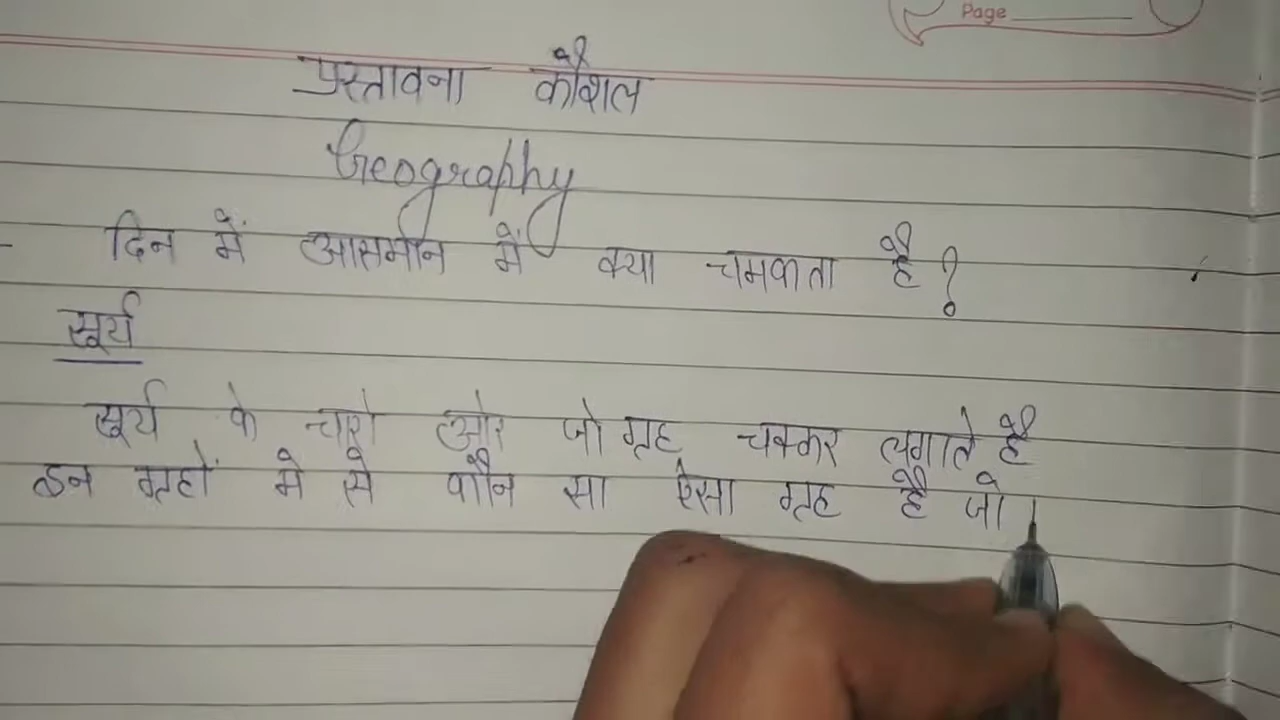 Page
प्रस्तावना कौशल
Geography
दिन में आसमान में क्या चमकता है?
सूर्य
सूर्य के चारो ओर जो ग्रह चक्कर लगाते है
इन ग्रहों मे से कौन सा ऐसा ग्रह है जो